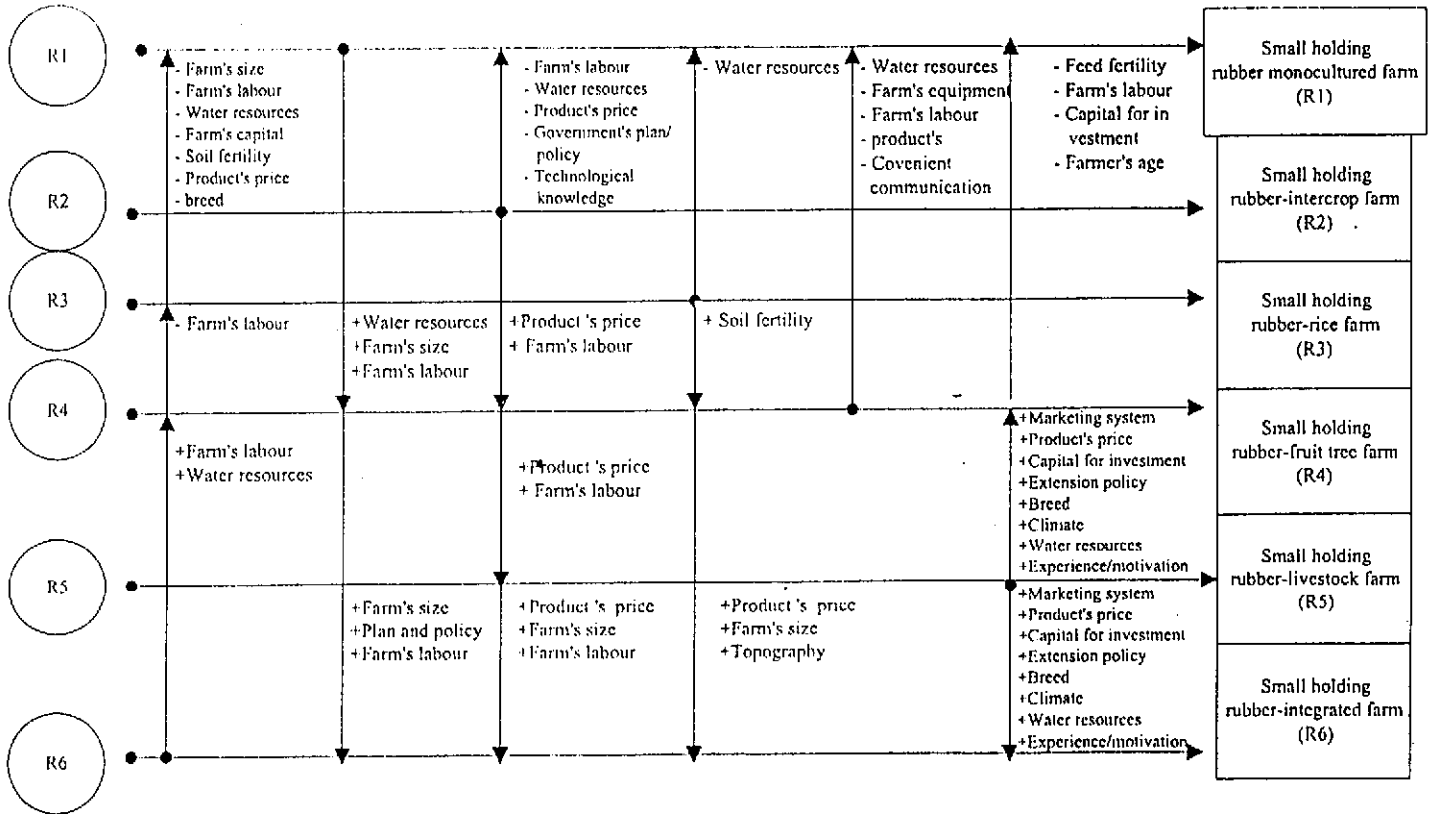 R1
R2
R3
R4
R5
R6
- Farm's size
- Farm's labour
- Water resources
- Farm's capital
- Soil fertility
- Product's price
- breed
- Farm's labour
- Water resources
- Product's price
- Government's plan/
policy
- Technological
knowledge
- Water resources
- Water resources
- Farm's equipment
- Farm's labour
- product's
- Covenient
communication
- Feed fertility
- Farm's labour
- Capital for in
vestment
- Farmer's age
- Farm's labour
+Water resources
+Farm's size
+Farm's labour
+Product 's price
+ Farm's labour
+ Soil fertility
+Farm's labour
+Water resources
+Product 's price
+ Farm's labour
+Marketing system
+Product's price
+Capital for investment
+Extension policy
+Breed
+Climate
+Water resources
+Experience/motivation
+Farm's size
+Plan and policy
+Farm's labour
+Product 's price
+Farm's size
+Farm's labour
+Product 's price
+Farm's size
+Topography
+Marketing system
+Product's price
+Capital for investment
+Extension policy
+Breed
+Climate
+Water resources
+Experience/motivation
Small holding
rubber monocultured farm
(R1)
Small holding
rubber-intercrop farm
(R2)
Small holding
rubber-rice farm
(R3)
Small holding
rubber-fruit tree farm
(R4)
Small holding
rubber-livestock farm
(R5)
Small holding
rubber-integrated farm
(R6)